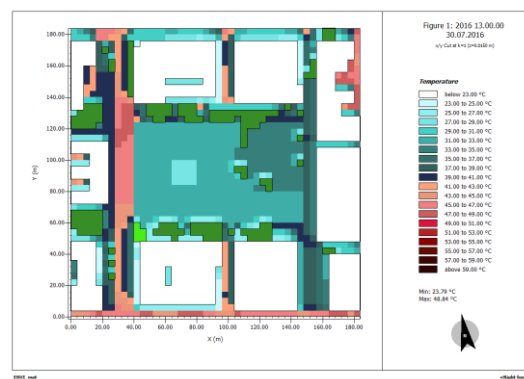 Figure 1: 2016 13.00.00
30.07.2016
x/y Cut at
Temperature
below 23.00 °C
23.00 to 25.00 °C
25.00 to 27.00 °C
27.00 to 29.00 °C
29.00 to 31.00 °C
31.00 to 33.00 °C
33.00 to 35.00 °C
35.00 to 37.00 °C
37.00 to 39.00 °C
39.00 to 41.00 °C
41.00 to 43.00 °C
43.00 to 45.00 °C
45.00 to 47.00 °C
47.00 to 49.00 °C
49.00 to 51.00 °C
51.00 to 53.00 °C
53.00 to 55.00 °C
55.00 to 57.00 °C
57.00 to 59.00 °C
Min: 23.79 °C
Max: 48.84 °C
180.00
160.00
140.00
120.00
100.00
80.00
60.00
40.00
20.00
0.00
Y (m)
0.00 20.00 40.00 60.00 80.00 100.00 120.00 140.00 160.00 180.00
X (m)